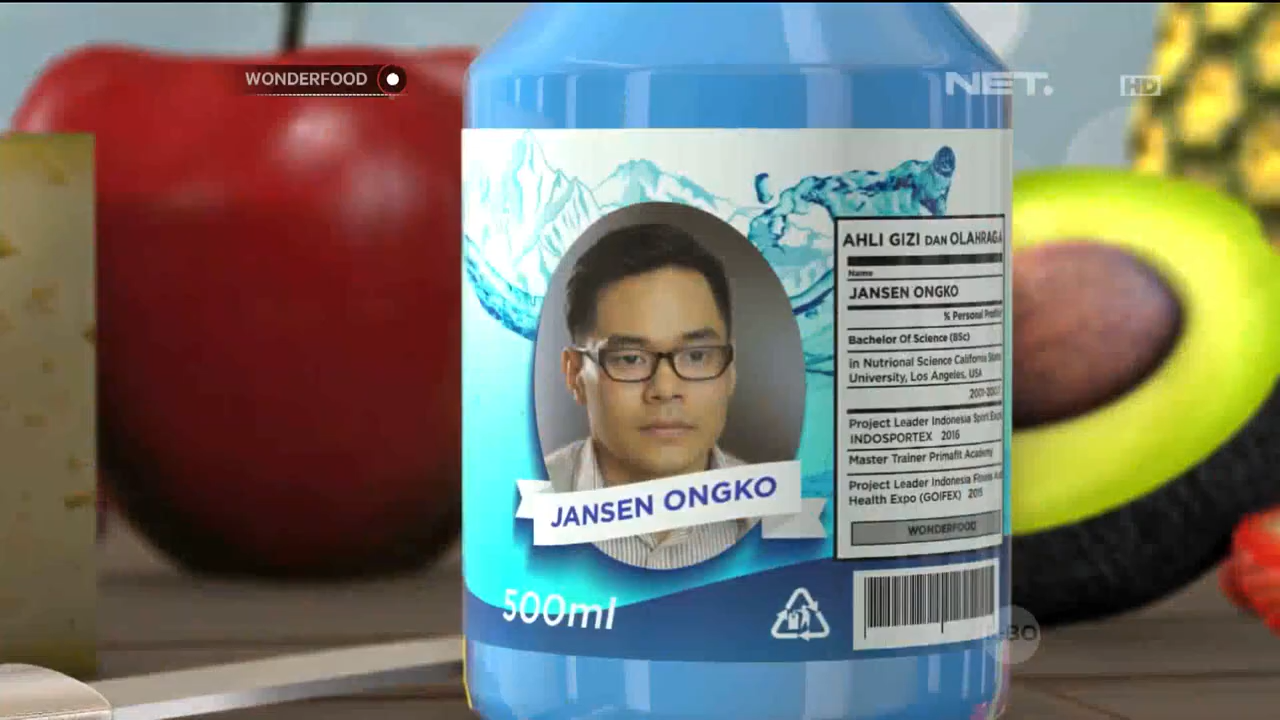 WONDERFOOD
NET.
HD
AHLI GIZI DAN OLAHRAGA
Name
JANSEN ONGKO
% Personal Profile
Bachelor Of Science (BSc)
in Nutrional Science California State
University, Los Angeles, USA
2001-2007
Project Leader Indonesia Sport Expo
INDOSPORTEX 2016
Master Trainer Primafit Academy
Project Leader Indonesia Fitness And
Health Expo (GOIFEX) 2015
WONDERFOOD
JANSEN ONGKO
500ml